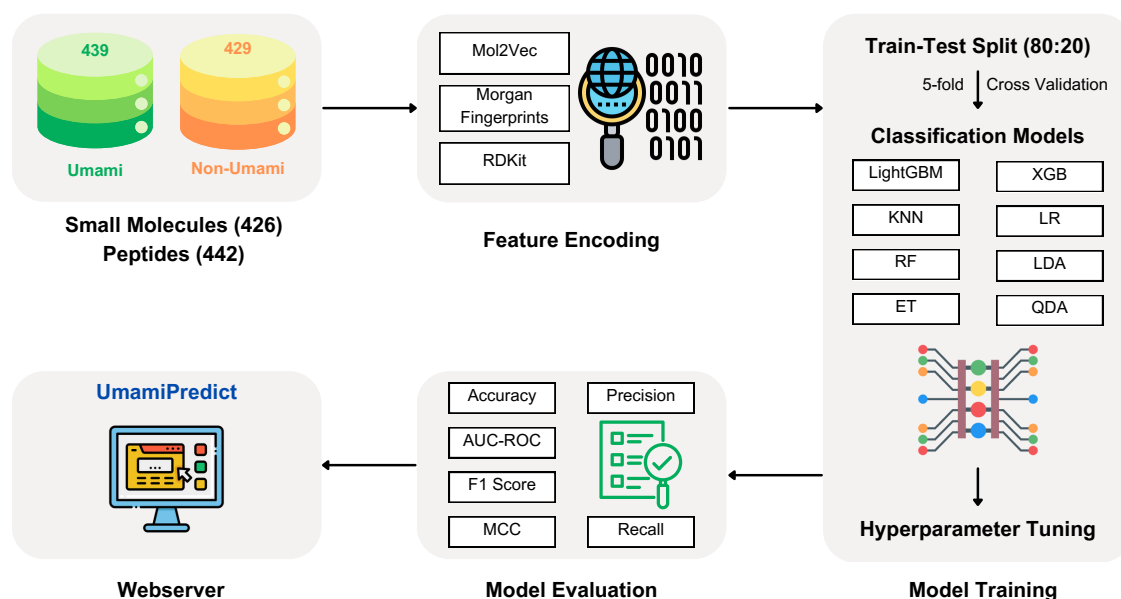 439
429
Umami
Non-Umami
Small Molecules (426)
Peptides (442)
Mol2Vec
Morgan
Fingerprints
RDKit
0010
0011
0100
0101
Feature Encoding
Train-Test Split (80:20)
5-fold
Cross Validation
Classification Models
LightGBM
XGB
KNN
LR
RF
LDA
ET
QDA
Hyperparameter Tuning
Model Training
Accuracy
Precision
AUC-ROC
F1 Score
MCC
Recall
Model Evaluation
UmamiPredict
Webserver